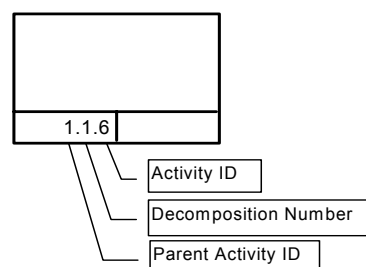 1.1.6
Activity ID
Decomposition Number
Parent Activity ID